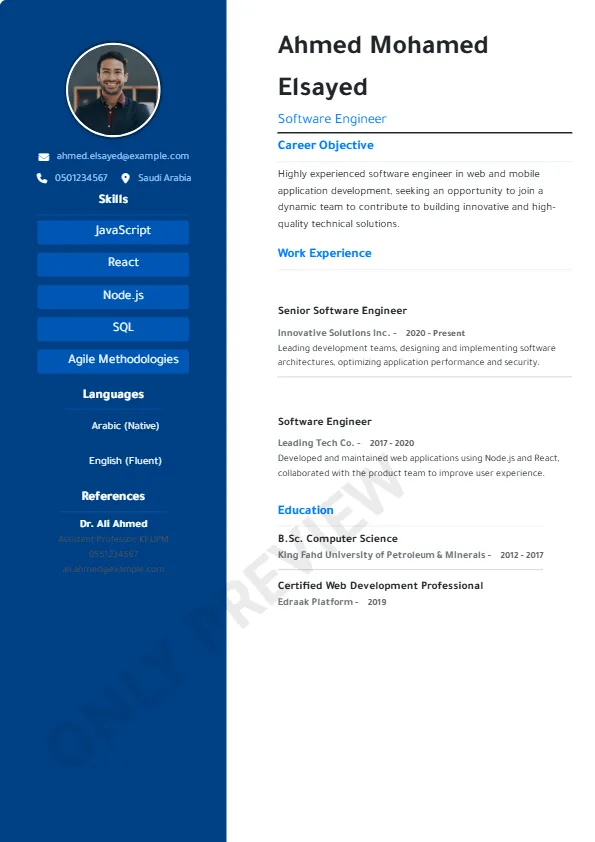 ahmed.elsayed@example.com
0501234567 Saudi Arabia
Skills
JavaScript
React
Node.js
SQL
Agile Methodologies
Languages
Arabic (Native)
English (Fluent)
References
Dr. Ali Ahmed
Assistant Professor, KFUPM
0551234567
ali.ahmed@example.com
Ahmed Mohamed
Elsayed
Software Engineer
Career Objective
Highly experienced software engineer in web and mobile
application development, seeking an opportunity to join a
dynamic team to contribute to building innovative and high-
quality technical solutions.
Work Experience
Senior Software Engineer
Innovative Solutions Inc. - 2020 - Present
Leading development teams, designing and implementing software
architectures, optimizing application performance and security.
Software Engineer
Leading Tech Co. - 2017 - 2020
Developed and maintained web applications using Node.js and React,
collaborated with the product team to improve user experience.
Education
B.Sc. Computer Science
King Fahd University of Petroleum & Minerals - 2012 - 2017
Certified Web Development Professional
Edraak Platform - 2019
ONLY PREVIEW